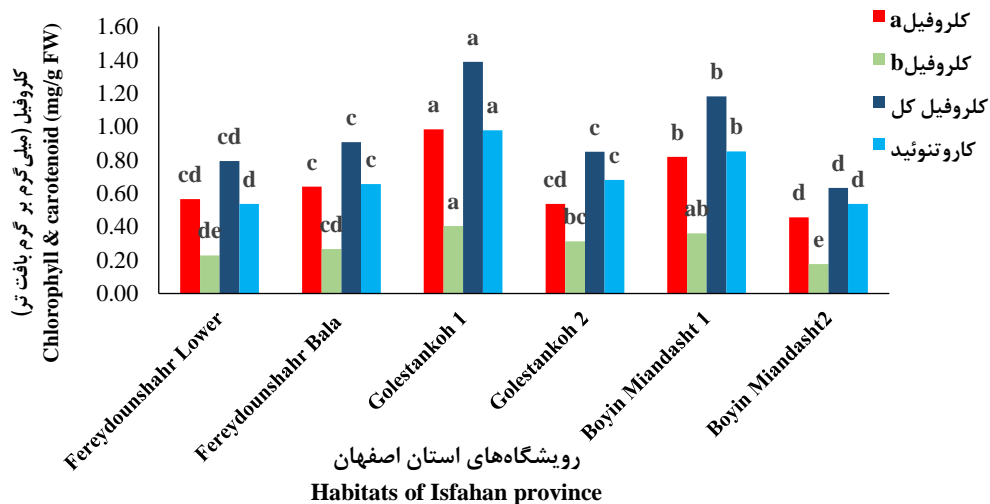 1.60
1.40
1.20
1.00
0.80
0.60
0.40
0.20
0.00
کلروفیل (میلی گرم بر گرم بافت تر)
Chlorophyll & carotenoid (mg/g FW)
cd
de
cd
d
c
cd
c
c
a
a
a
a
cd
bc
c
c
b
ab
b
b
d
e
d
d
کلروفیلa
کلروفیلb
کلروفیل کل
کاروتنوئید
Fereydounshahr Lower
Fereydounshahr Bala
Golestankoh 1
Golestankoh 2
Boyin Miandasht 1
Boyin Miandasht2
رویشگاه‌های استان اصفهان
Habitats of Isfahan province